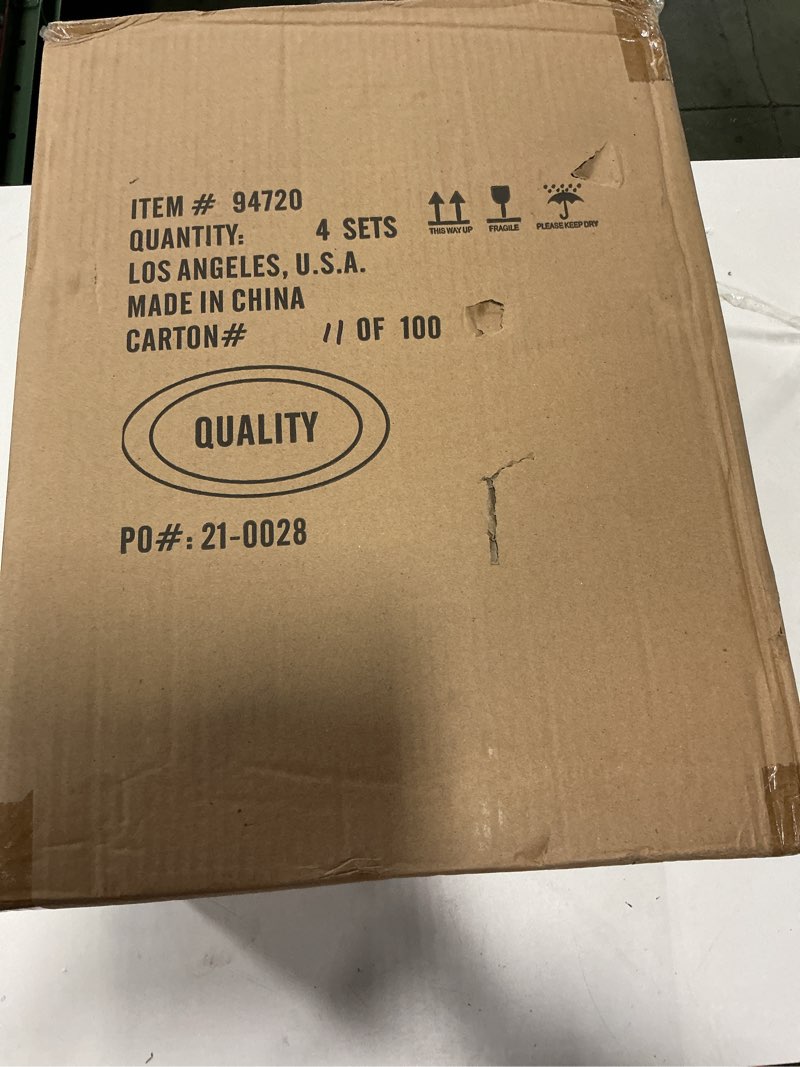 ITEM # 94720
QUANTITY: 4 SETS
LOS ANGELES, U.S.A.
MADE IN CHINA
CARTON# 11 OF 100
THIS WAY UP
FRAGILE
PLEASE KEEP DRY
QUALITY
PO#: 21-0028